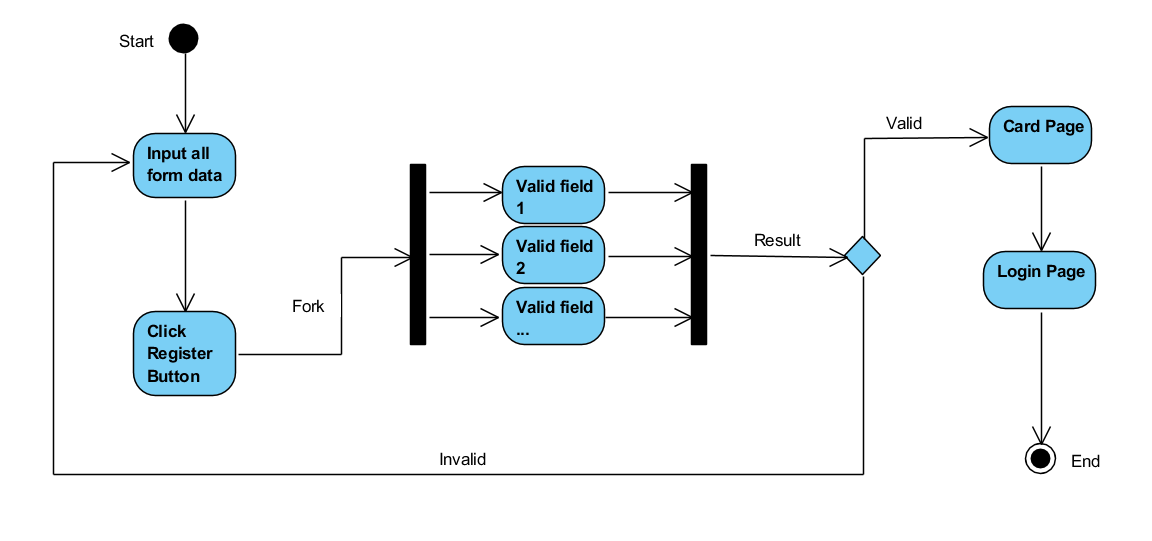 Start
Input all
form data
Click
Register
Button
Fork
Valid field
1
Valid field
2
Valid field
...
Result
Valid
Invalid
Card Page
Login Page
End